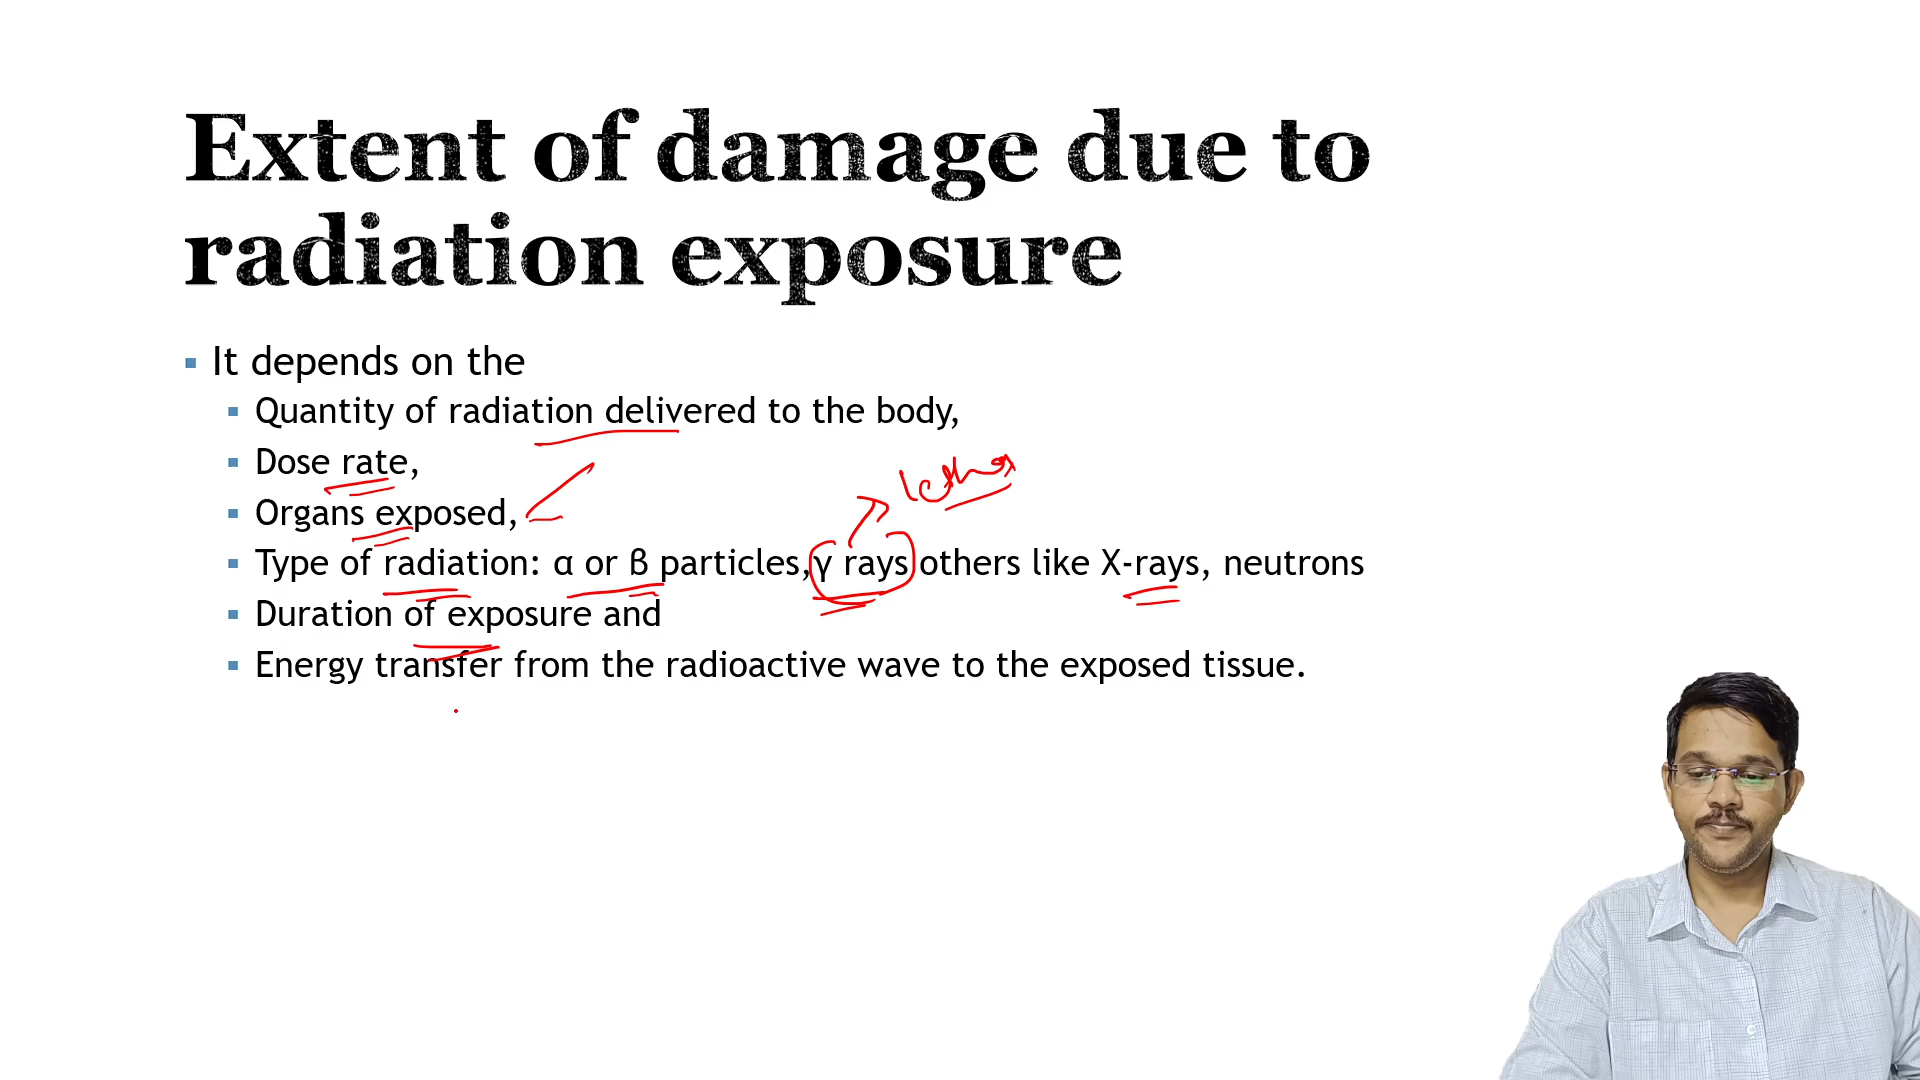 Extent of damage due to
radiation exposure
It depends on the
Quantity of radiation delivered to the body,
Dose rate,
Organs exposed,
Type of radiation: α or β particles,γ rays others like X-rays, neutrons
Duration of exposure and
Energy transfer from the radioactive wave to the exposed tissue.